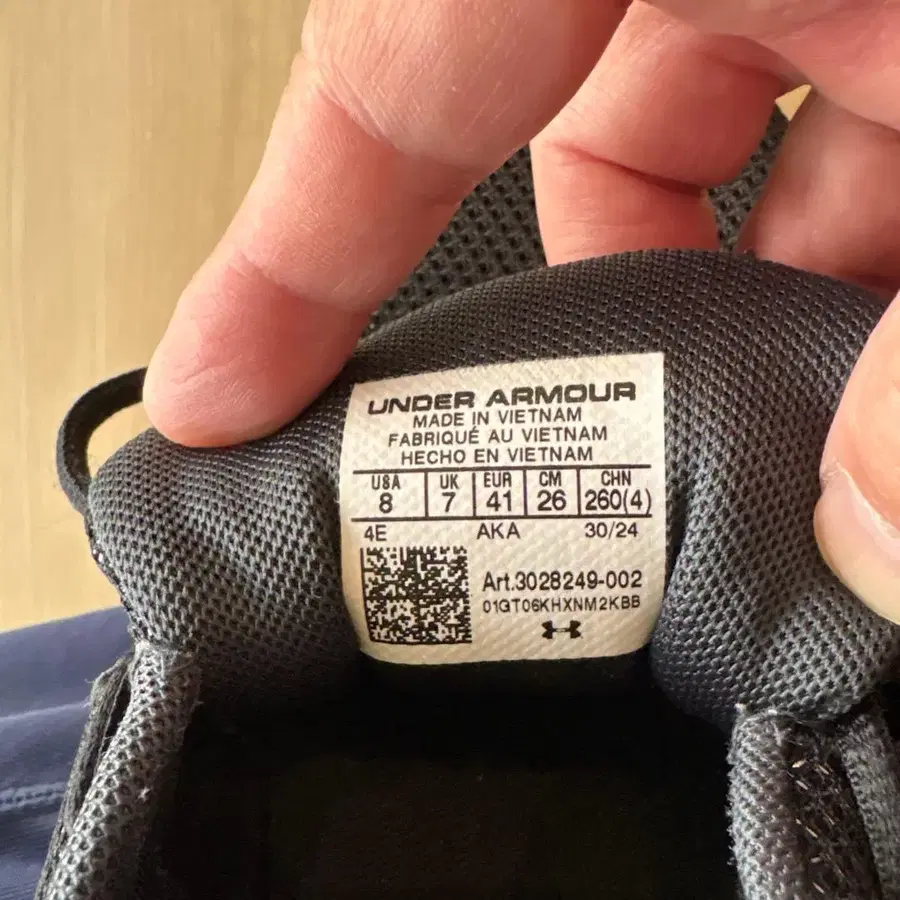 UNDER ARMOUR
MADE IN VIETNAM
FABRIQUÉ AU VIETNAM
HECHO EN VIETNAM
USA UK EUR CM CHN
8 7 41 26 260(4)
4E AKA 30/24
Art.3028249-002
01GT06KHXNM2KBB